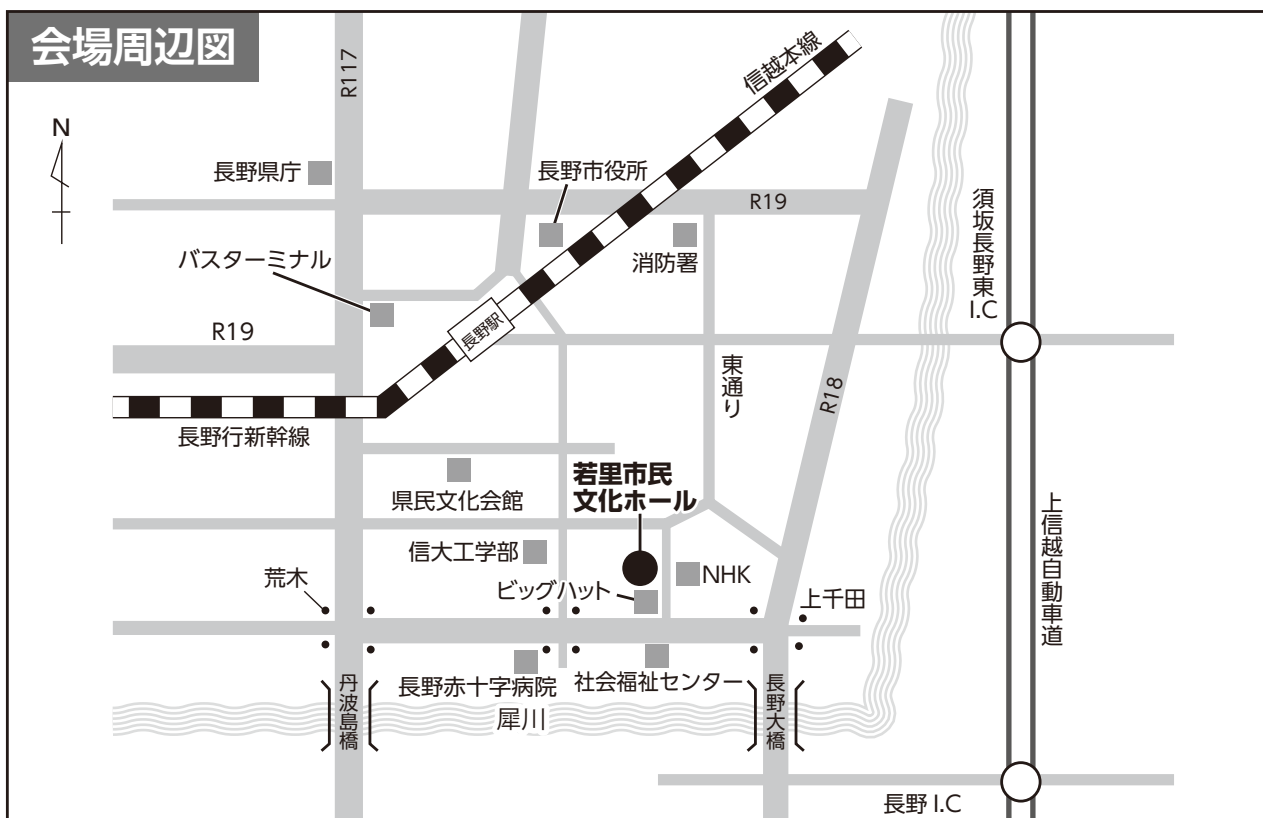 会場周辺図
R117
信越本線
N
長野県庁
長野市役所
R19
須坂長野東
I.C
消防署
バスターミナル
R19
長野駅
東通り
R18
長野行新幹線
若里市民
文化ホール
県民文化会館
信大工学部
NHK
ビッグハット
荒木
上千田
上信越自動車道
丹波島橋
長野赤十字病院
社会福祉センター
長野大橋
犀川
長野 I.C